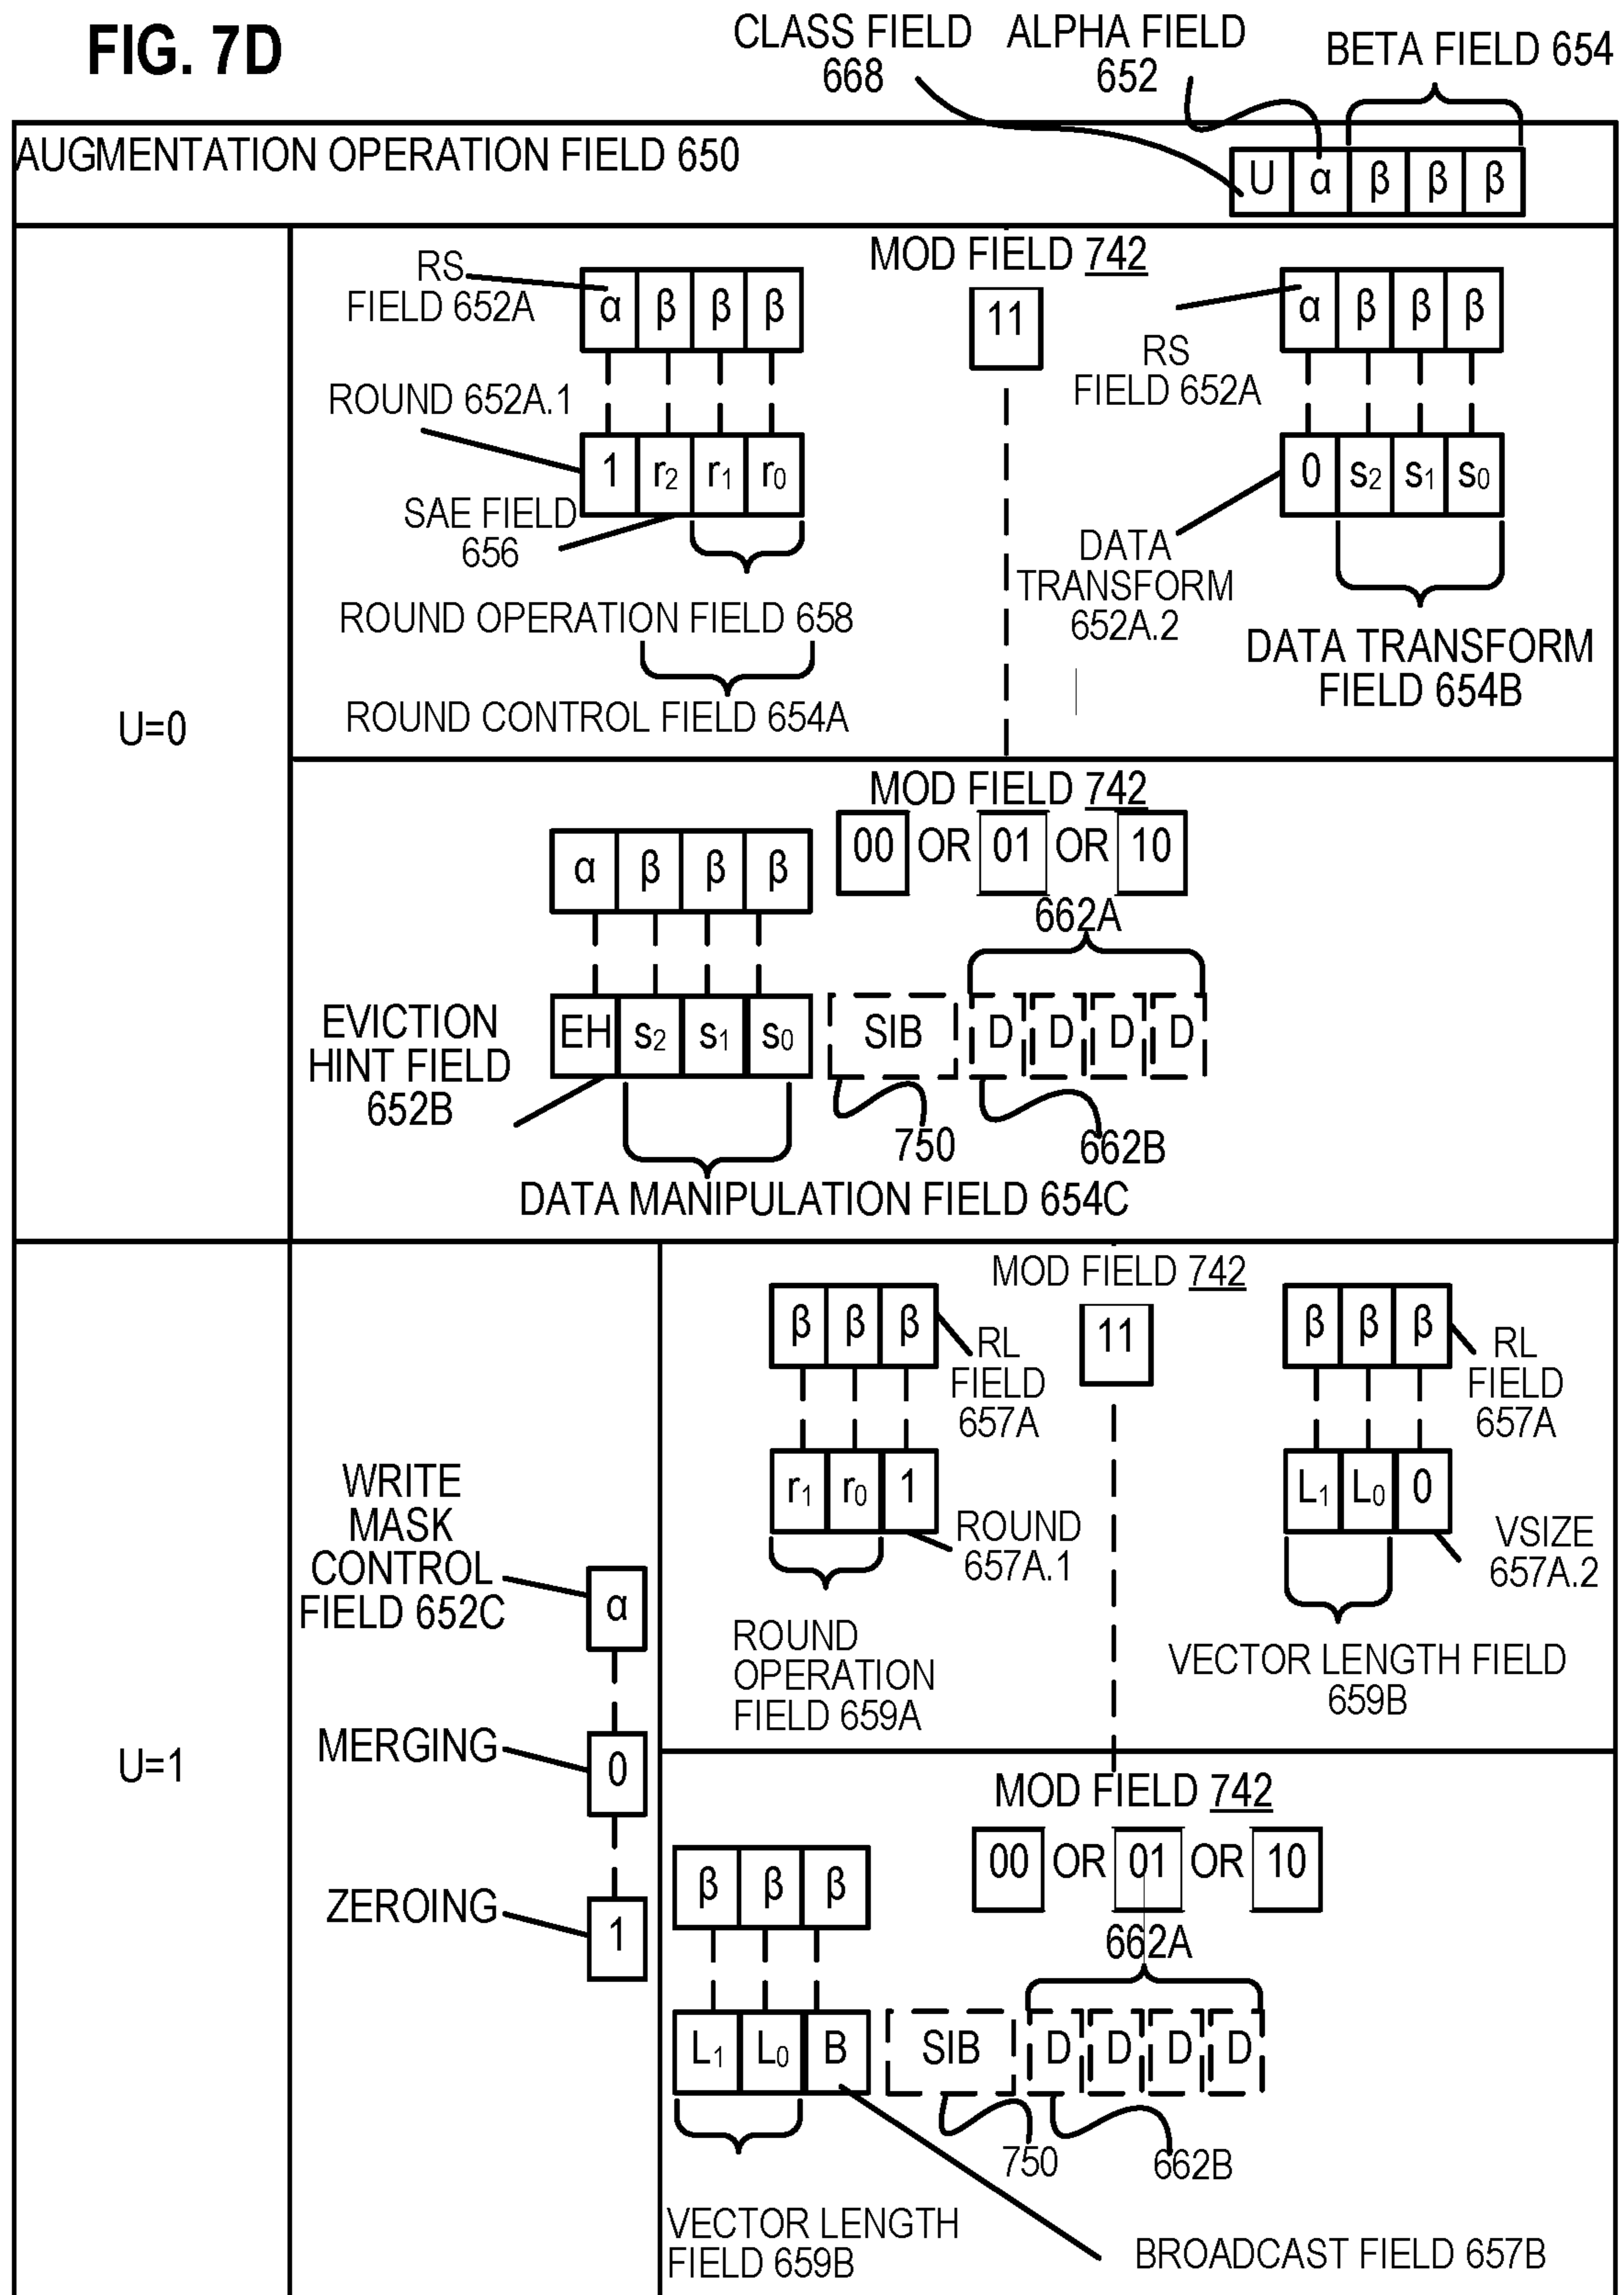 FIG. 7D
CLASS FIELD
668
ALPHA FIELD
652
BETA FIELD 654
AUGMENTATION OPERATION FIELD 650
U α β β β
U=0
MOD FIELD 742
11
RS
FIELD 652A
α β β β
ROUND 652A.1
1 r2 r1 r0
SAE FIELD
656
ROUND OPERATION FIELD 658
ROUND CONTROL FIELD 654A
α β β β
RS
FIELD 652A
0 s2 s1 s0
DATA
TRANSFORM
652A.2
DATA TRANSFORM
FIELD 654B
MOD FIELD 742
00 OR 01 OR 10
α β β β
662A
EVICTION
HINT FIELD
652B
EH s2 s1 s0 SIB D D D D
750
662B
DATA MANIPULATION FIELD 654C
U=1
WRITE
MASK
CONTROL
FIELD 652C
α
MERGING
0
ZEROING
1
MOD FIELD 742
11
β β β
RL
FIELD
657A
r1 r0 1
ROUND
657A.1
ROUND
OPERATION
FIELD 659A
β β β
RL
FIELD
657A
L1 L0 0
VSIZE
657A.2
VECTOR LENGTH FIELD
659B
MOD FIELD 742
00 OR 01 OR 10
β β β
662A
L1 L0 B SIB D D D D
750
662B
VECTOR LENGTH
FIELD 659B
BROADCAST FIELD 657B